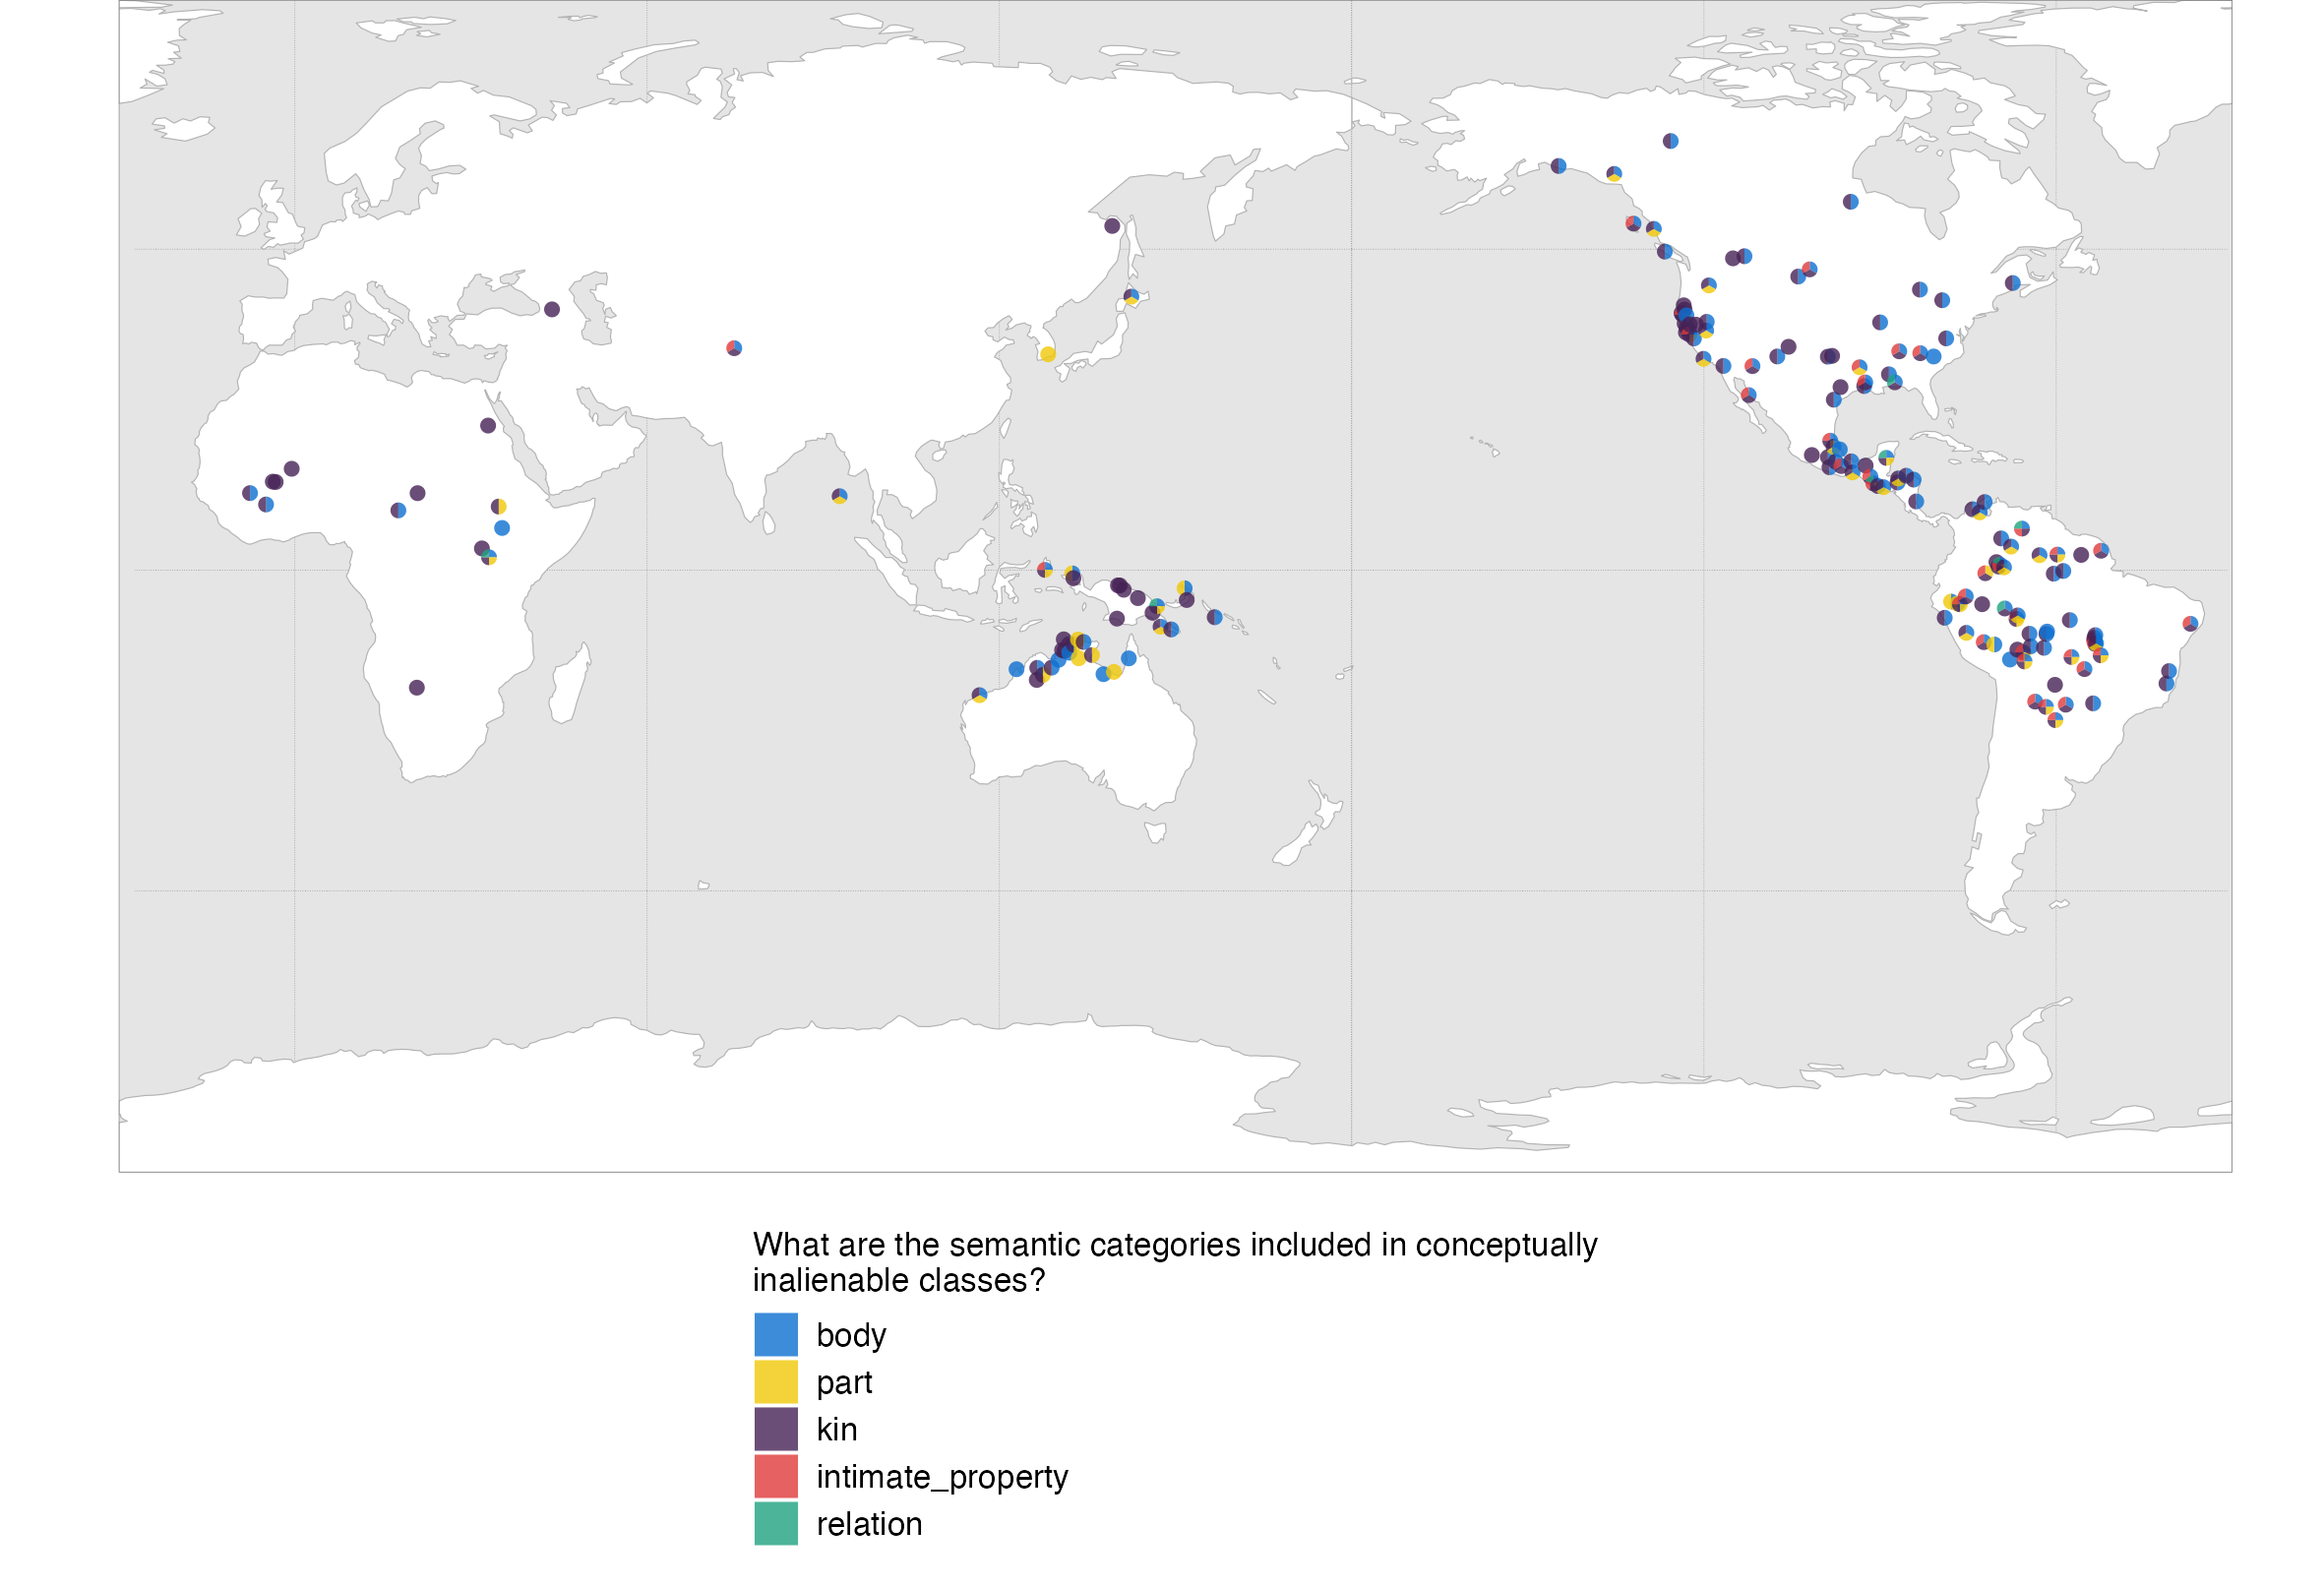 What are the semantic categories included in conceptually
inalienable classes?
body
part
kin
intimate_property
relation